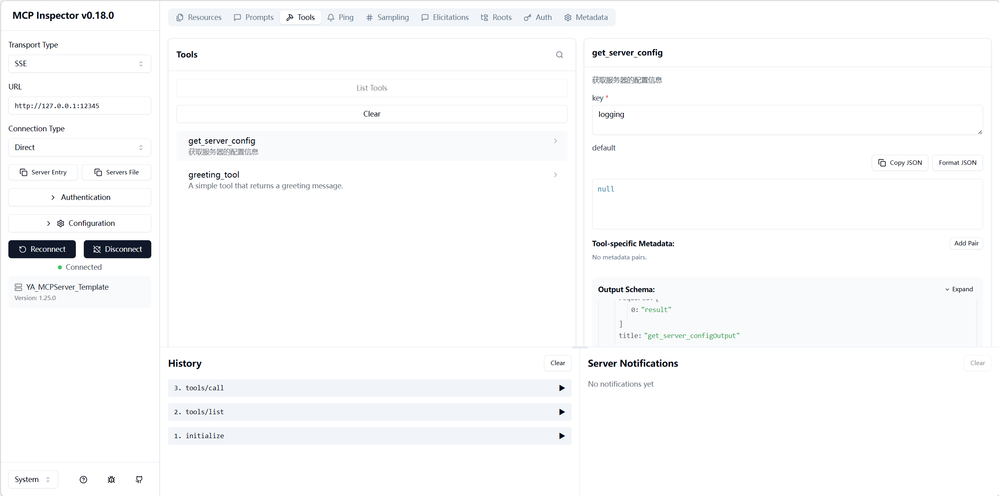 MCP Inspector v0.18.0
Transport Type
SSE
URL
http://127.0.0.1:12345
Connection Type
Direct
Server Entry
Servers File
Authentication
Configuration
Reconnect
Disconnect
Connected
YA_MCPServer_Template
Version: 1.25.0
System
Resources
Prompts
Tools
Ping
Sampling
Elicitations
Roots
Auth
Metadata
Tools
List Tools
Clear
get_server_config
获取服务器的配置信息
greeting_tool
A simple tool that returns a greeting message.
get_server_config
获取服务器的配置信息
key *
logging
default
Copy JSON
Format JSON
null
Tool-specific Metadata:
Add Pair
No metadata pairs.
Output Schema:
Expand
required: [
0: "result"
]
title: "get_server_configOutput"
History
Clear
3. tools/call
2. tools/list
1. initialize
Server Notifications
Clear
No notifications yet